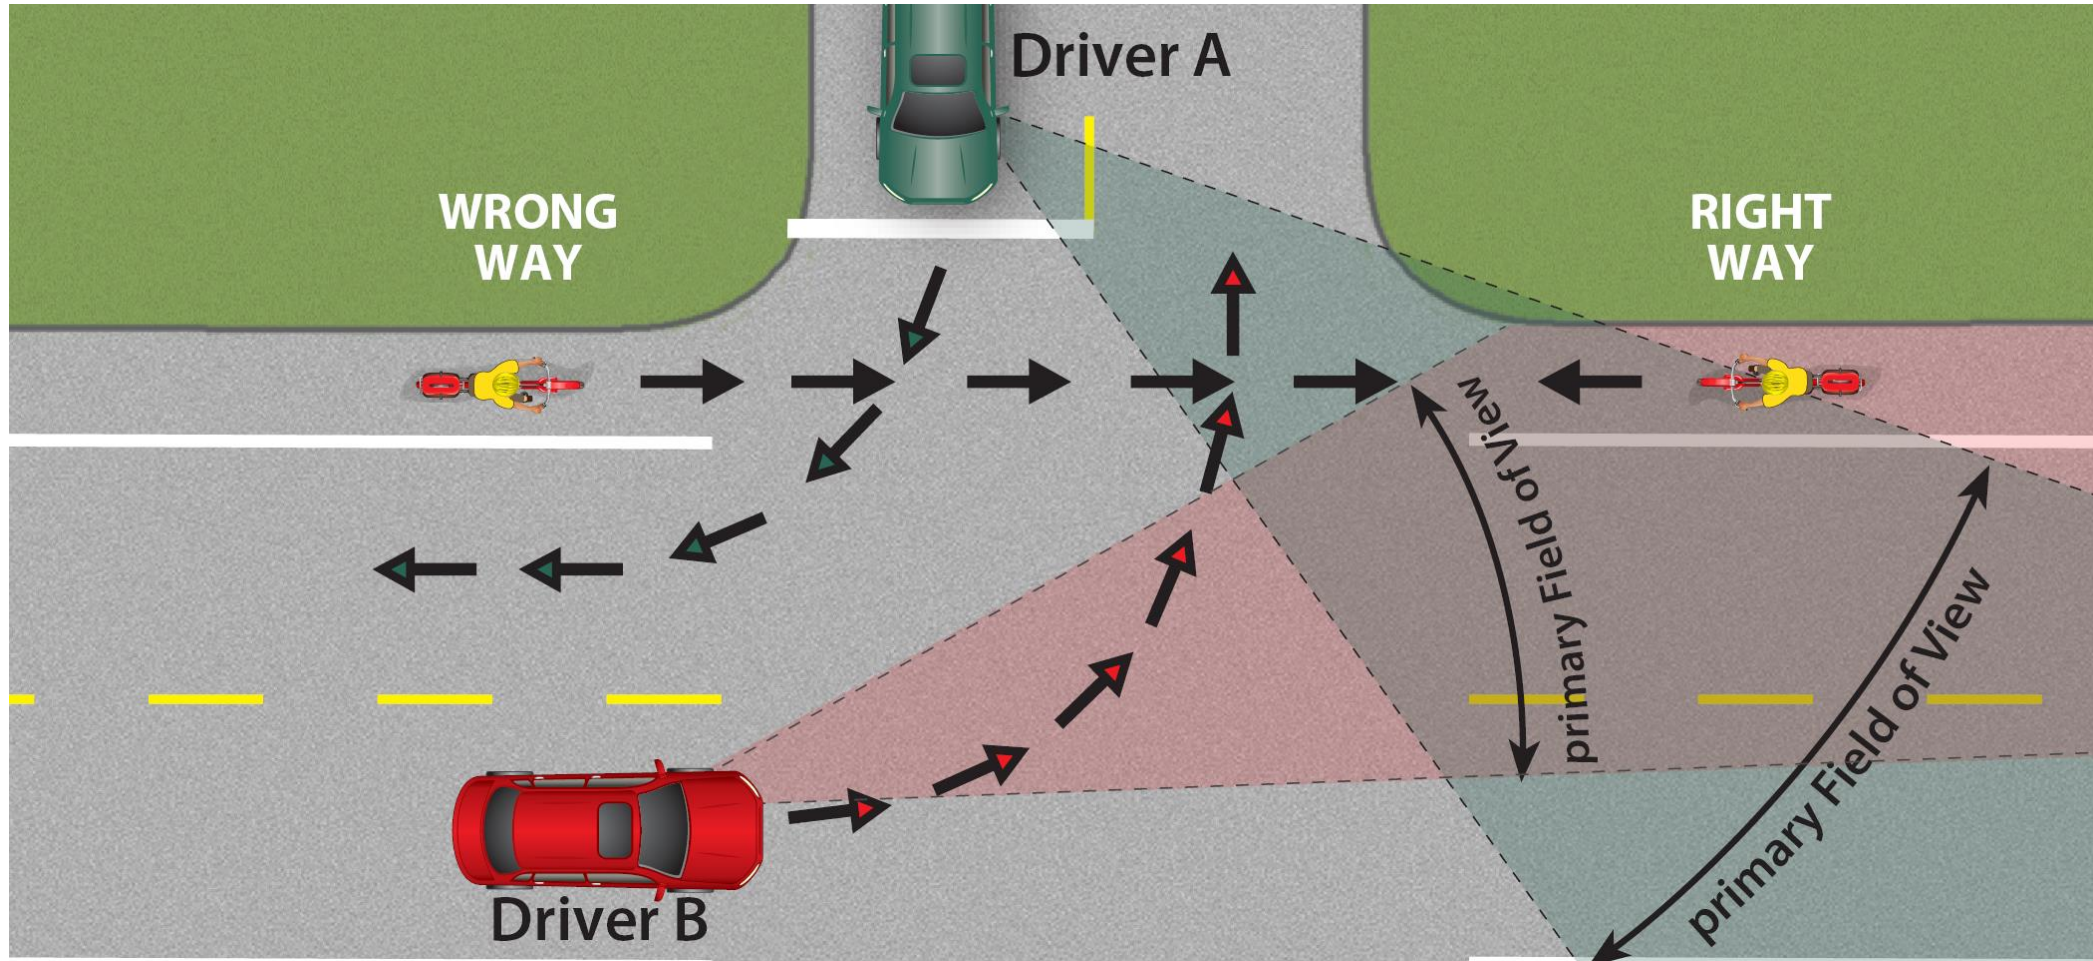 Driver A
WRONG
WAY
RIGHT
WAY
primary Field of View
primary Field of View
Driver B